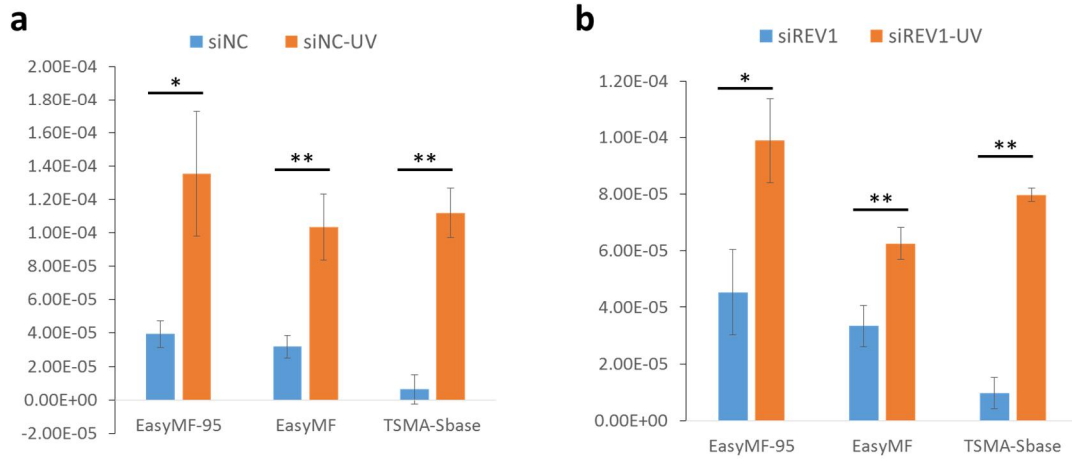 a
siNC siNC-UV
2.00E-04
1.80E-04
1.60E-04
1.40E-04
1.20E-04
1.00E-04
8.00E-05
6.00E-05
4.00E-05
2.00E-05
0.00E+00
-2.00E-05
*
**
**
EasyMF-95 EasyMF TSMA-Sbase
b
siREV1 siREV1-UV
1.20E-04
1.00E-04
8.00E-05
6.00E-05
4.00E-05
2.00E-05
0.00E+00
*
**
**
EasyMF-95 EasyMF TSMA-Sbase